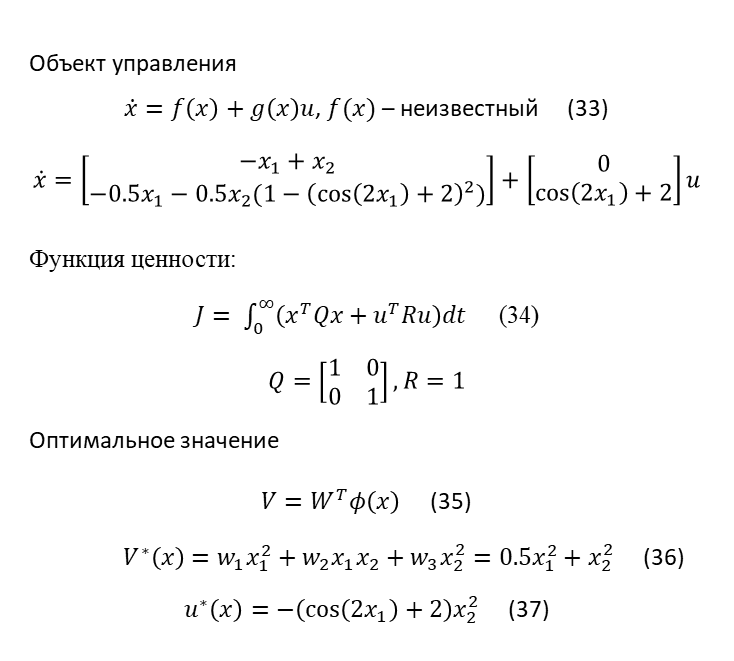 Объект управления
ẋ = f(x) + g(x)u, f(x) – неизвестный (33)
ẋ = [−x₁ + x₂; −0.5x₁ − 0.5x₂(1 − (cos(2x₁) + 2)²)] + [0; cos(2x₁) + 2] u
Функция ценности:
J = ∫₀^∞(xᵀQx + uᵀRu)dt (34)
Q = [1 0; 0 1], R = 1
Оптимальное значение
V = Wᵀϕ(x) (35)
V*(x) = w₁x₁² + w₂x₁x₂ + w₃x₂² = 0.5x₁² + x₂² (36)
u*(x) = −(cos(2x₁) + 2)x₂² (37)